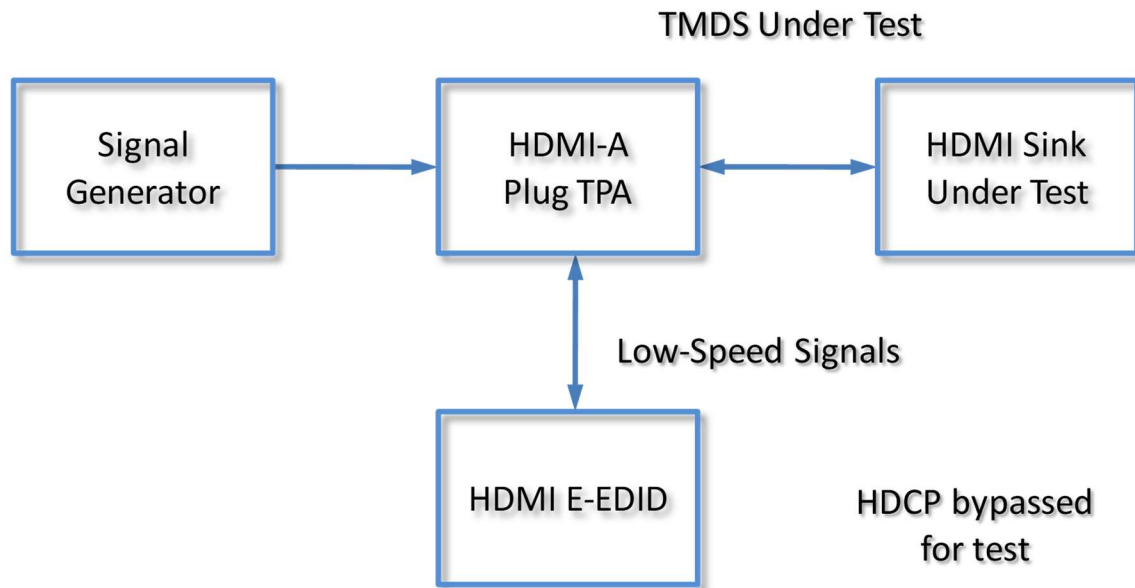 TMDS Under Test
Signal
Generator
HDMI-A
Plug TPA
HDMI Sink
Under Test
Low-Speed Signals
HDMI E-EDID
HDCP bypassed
for test